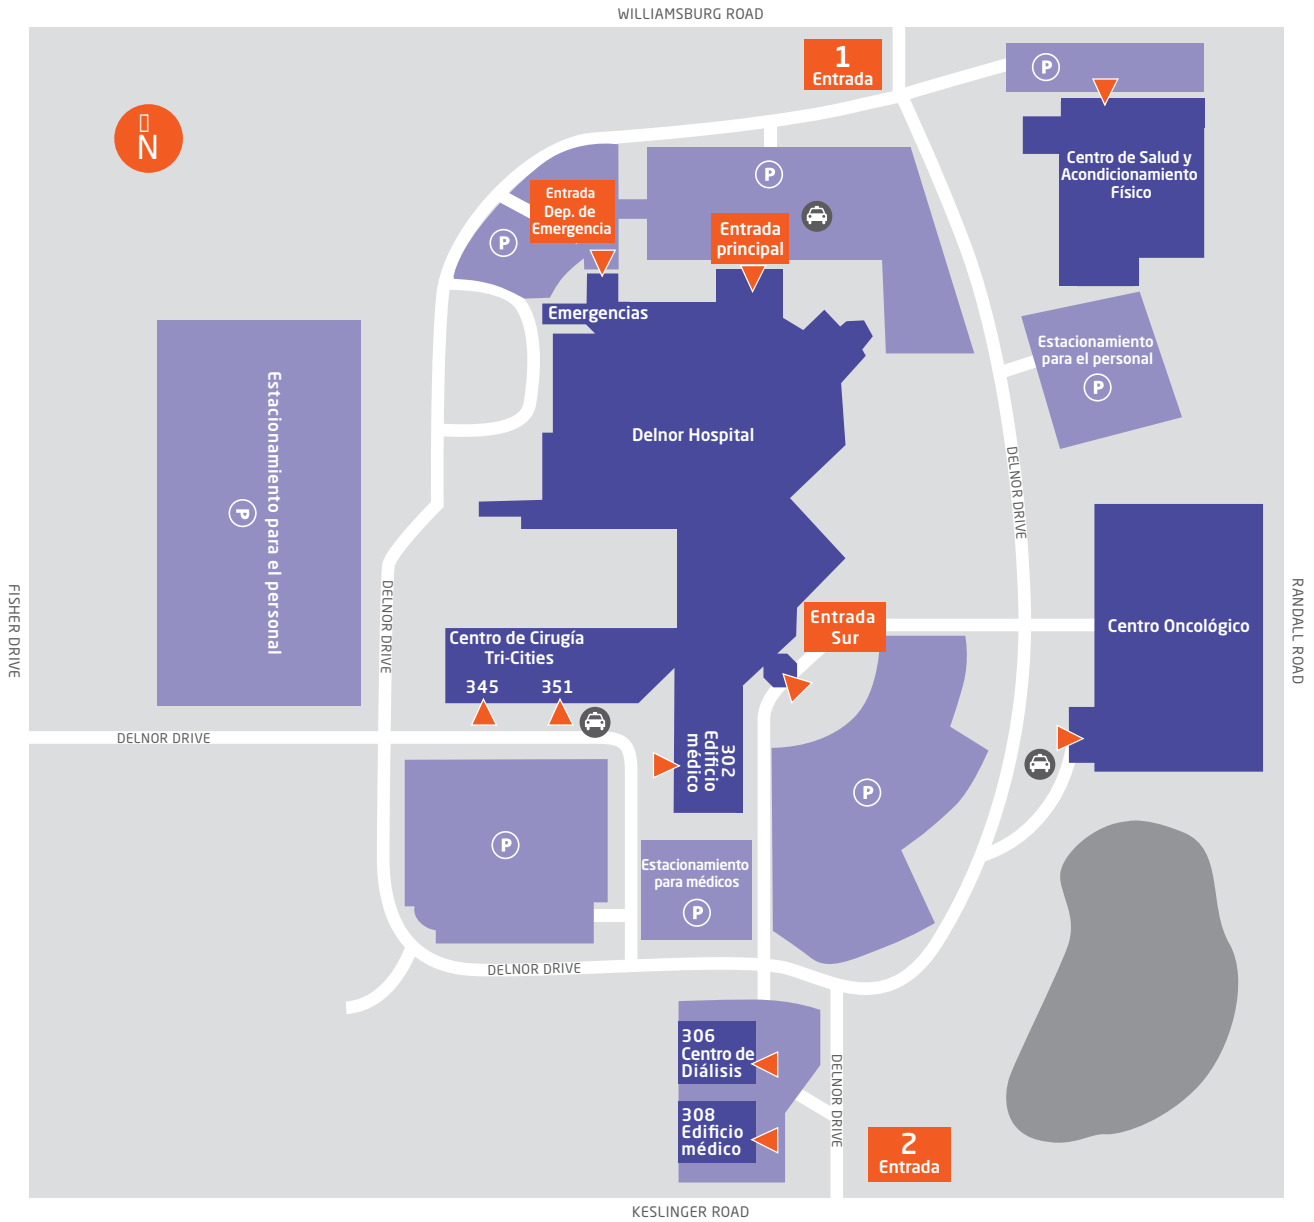 WILLIAMSBURG ROAD
1
Entrada
P
N
Centro de Salud y
Acondicionamiento
Físico
P
Entrada
Dep. de
Emergencia
P
Entrada
principal
Emergencias
Estacionamiento
para el personal
P
Estacionamiento para el personal
P
Delnor Hospital
DELNOR DRIVE
DELNOR DRIVE
FISHER DRIVE
RANDALL ROAD
Entrada
Sur
Centro Oncológico
Centro de Cirugía
Tri-Cities
345 351
DELNOR DRIVE
302
Edificio
médico
P
P
Estacionamiento
para médicos
P
DELNOR DRIVE
306
Centro de
Diálisis
DELNOR DRIVE
308
Edificio
médico
2
Entrada
KESLINGER ROAD